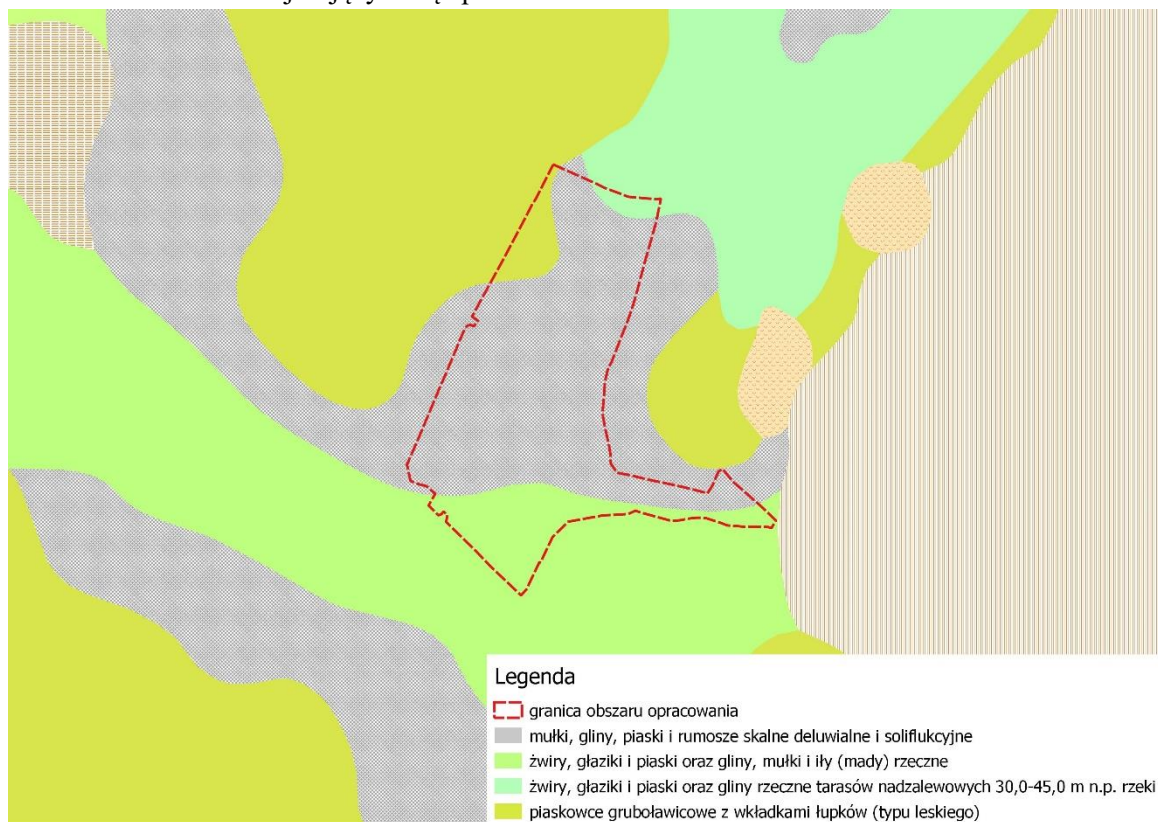 Legenda
granica obszaru opracowania
mułki, gliny, piaski i rumosze skalne deluwialne i soliflukcyjne
żwiry, głaziki i piaski oraz gliny, mułki i iły (mady) rzeczne
żwiry, głaziki i piaski oraz gliny rzeczne tarasów nadzalewowych 30,0-45,0 m n.p. rzeki
piaskowce gruboławicowe z wkładkami łupków (typu leskiego)